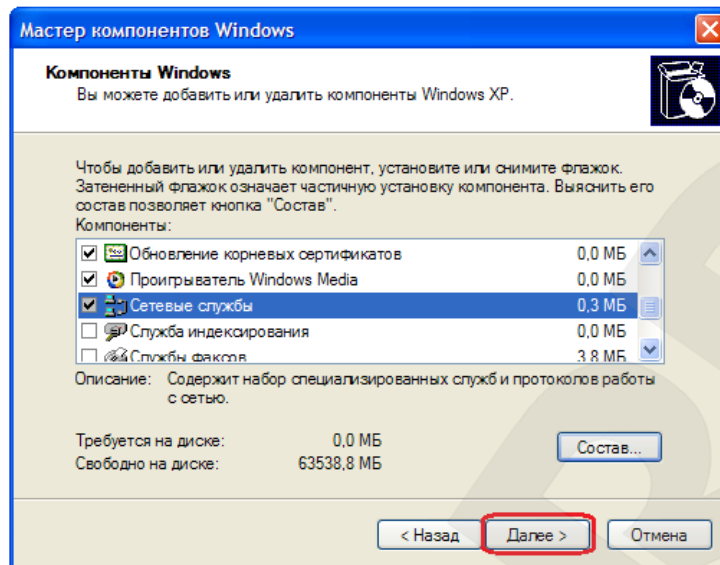 Мастер компонентов Windows
Компоненты Windows
Вы можете добавить или удалить компоненты Windows XP.
Чтобы добавить или удалить компонент, установите или снимите флажок.
Затененный флажок означает частичную установку компонента. Выяснить его
состав позволяет кнопка "Состав".
Компоненты:
Обновление корневых сертификатов 0,0 МБ
Проигрыватель Windows Media 0,0 МБ
Сетевые службы 0,3 МБ
Служба индексирования 0,0 МБ
Службы факсов 3,8 МБ
Описание: Содержит набор специализированных служб и протоколов работы
с сетью.
Требуется на диске: 0,0 МБ
Свободно на диске: 63538,8 МБ
Состав...
< Назад Далее > Отмена